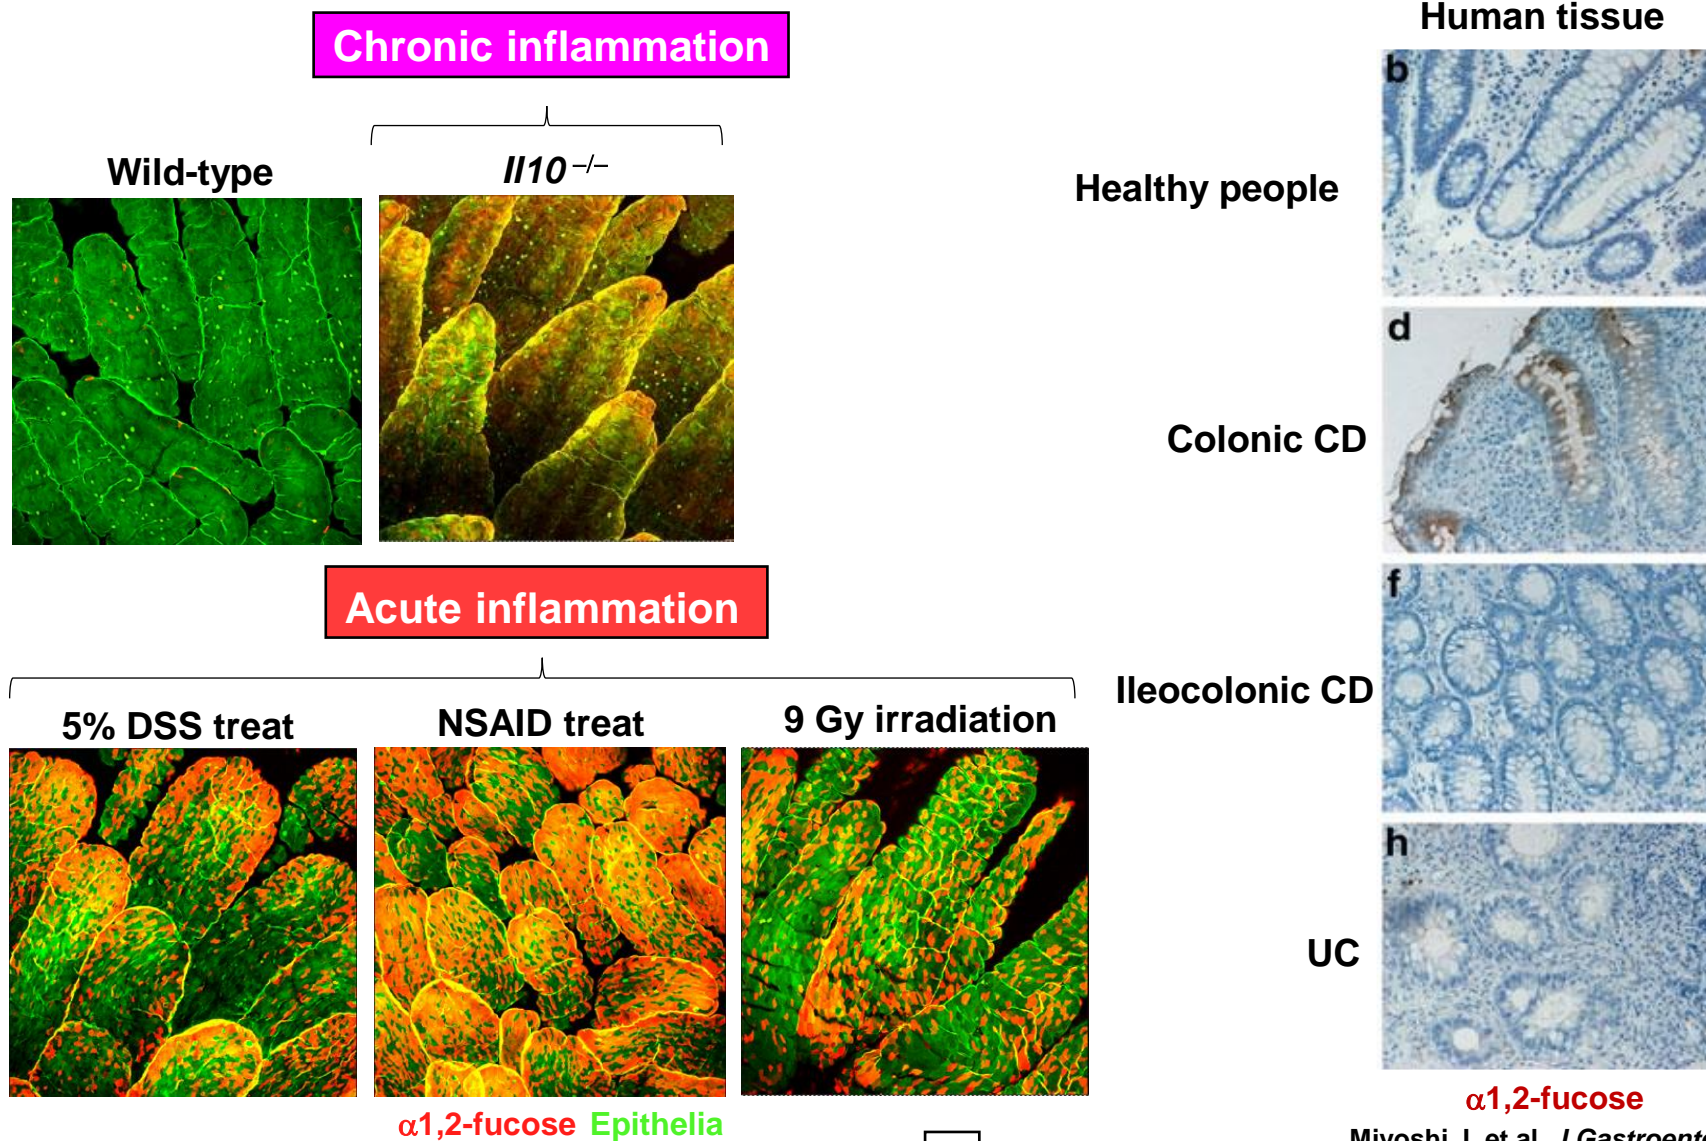 Chronic inflammation
Wild-type
Il10 –/–
Acute inflammation
5% DSS treat
NSAID treat
9 Gy irradiation
α1,2-fucose Epithelia
Human tissue
Healthy people
b
Colonic CD
d
Ileocolonic CD
f
UC
h
α1,2-fucose
Miyoshi J, et al., J Gastroent